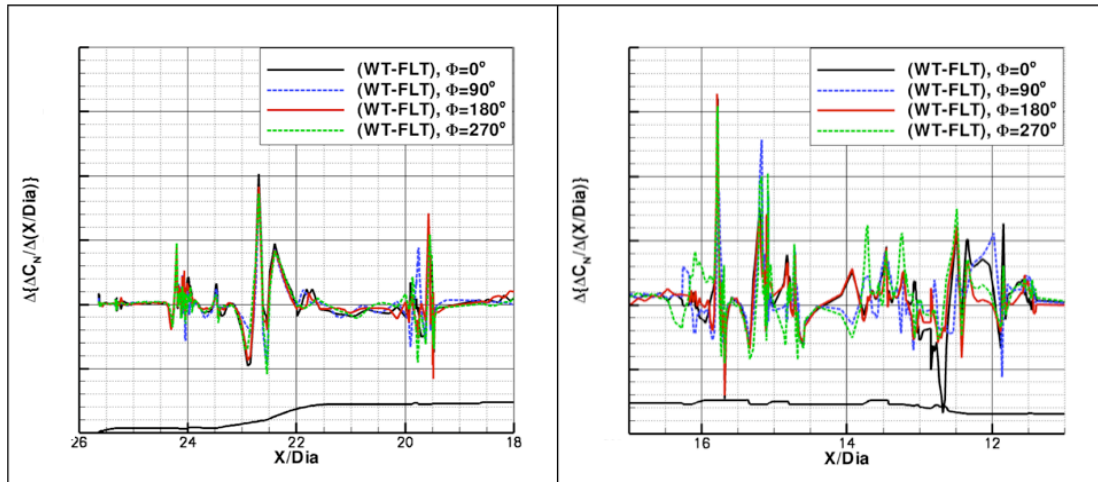 (WT-FLT), Φ=0°
(WT-FLT), Φ=90°
(WT-FLT), Φ=180°
(WT-FLT), Φ=270°
Δ{ΔC_N/Δ(X/Dia)}
26 24 22 20 18
X/Dia
(WT-FLT), Φ=0°
(WT-FLT), Φ=90°
(WT-FLT), Φ=180°
(WT-FLT), Φ=270°
Δ{ΔC_N/Δ(X/Dia)}
16 14 12
X/Dia